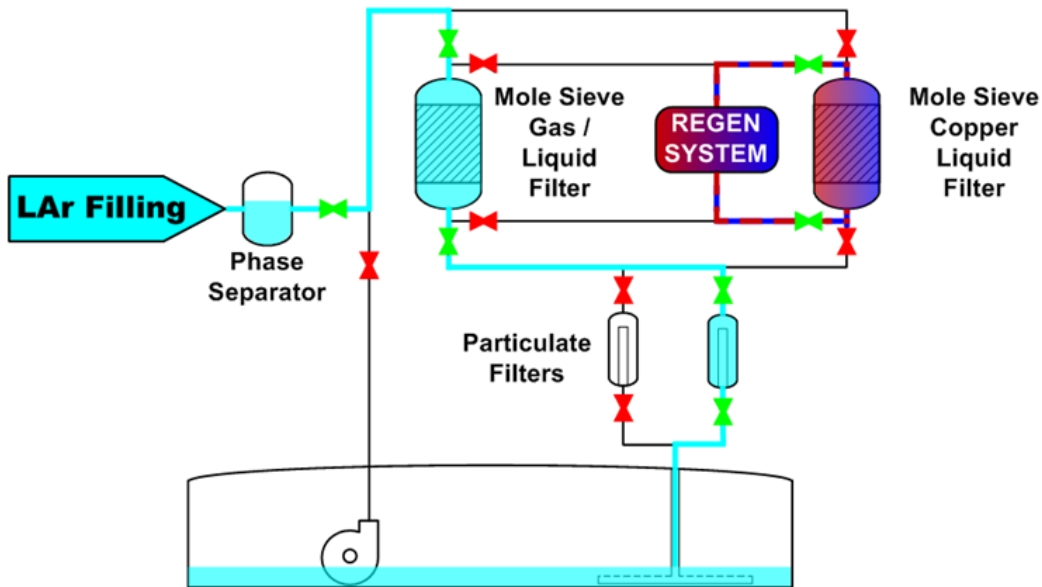 LAr Filling
Phase
Separator
Mole Sieve
Gas /
Liquid
Filter
REGEN
SYSTEM
Mole Sieve
Copper
Liquid
Filter
Particulate
Filters